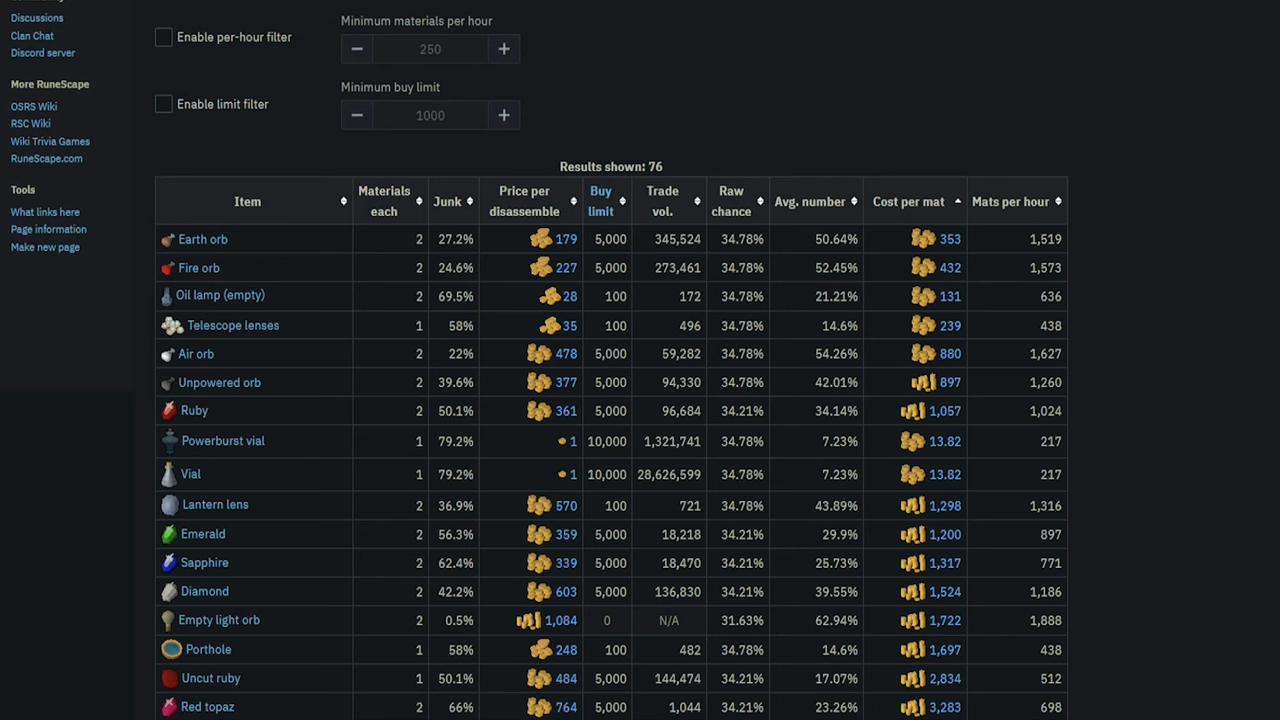 Discussions
Clan Chat
Discord server
More RuneScape
OSRS Wiki
RSC Wiki
Wiki Trivia Games
RuneScape.com
Tools
What links here
Page information
Make new page
Enable per-hour filter
Minimum materials per hour
− 250 +
Enable limit filter
Minimum buy limit
− 1000 +
Results shown: 76
Item Materials each Junk Price per disassemble Buy limit Trade vol. Raw chance Avg. number Cost per mat Mats per hour
Earth orb 2 27.2% 179 5,000 345,524 34.78% 50.64% 353 1,519
Fire orb 2 24.6% 227 5,000 273,461 34.78% 52.45% 432 1,573
Oil lamp (empty) 2 69.5% 28 100 172 34.78% 21.21% 131 636
Telescope lenses 1 58% 35 100 496 34.78% 14.6% 239 438
Air orb 2 22% 478 5,000 59,282 34.78% 54.26% 880 1,627
Unpowered orb 2 39.6% 377 5,000 94,330 34.78% 42.01% 897 1,260
Ruby 2 50.1% 361 5,000 96,684 34.21% 34.14% 1,057 1,024
Powerburst vial 1 79.2% 1 10,000 1,321,741 34.78% 7.23% 13.82 217
Vial 1 79.2% 1 10,000 28,626,599 34.78% 7.23% 13.82 217
Lantern lens 2 36.9% 570 100 721 34.78% 43.89% 1,298 1,316
Emerald 2 56.3% 359 5,000 18,218 34.21% 29.9% 1,200 897
Sapphire 2 62.4% 339 5,000 18,470 34.21% 25.73% 1,317 771
Diamond 2 42.2% 603 5,000 136,830 34.21% 39.55% 1,524 1,186
Empty light orb 2 0.5% 1,084 0 N/A 31.63% 62.94% 1,722 1,888
Porthole 1 58% 248 100 482 34.78% 14.6% 1,697 438
Uncut ruby 1 50.1% 484 5,000 144,474 34.21% 17.07% 2,834 512
Red topaz 2 66% 764 5,000 1,044 34.21% 23.26% 3,283 698